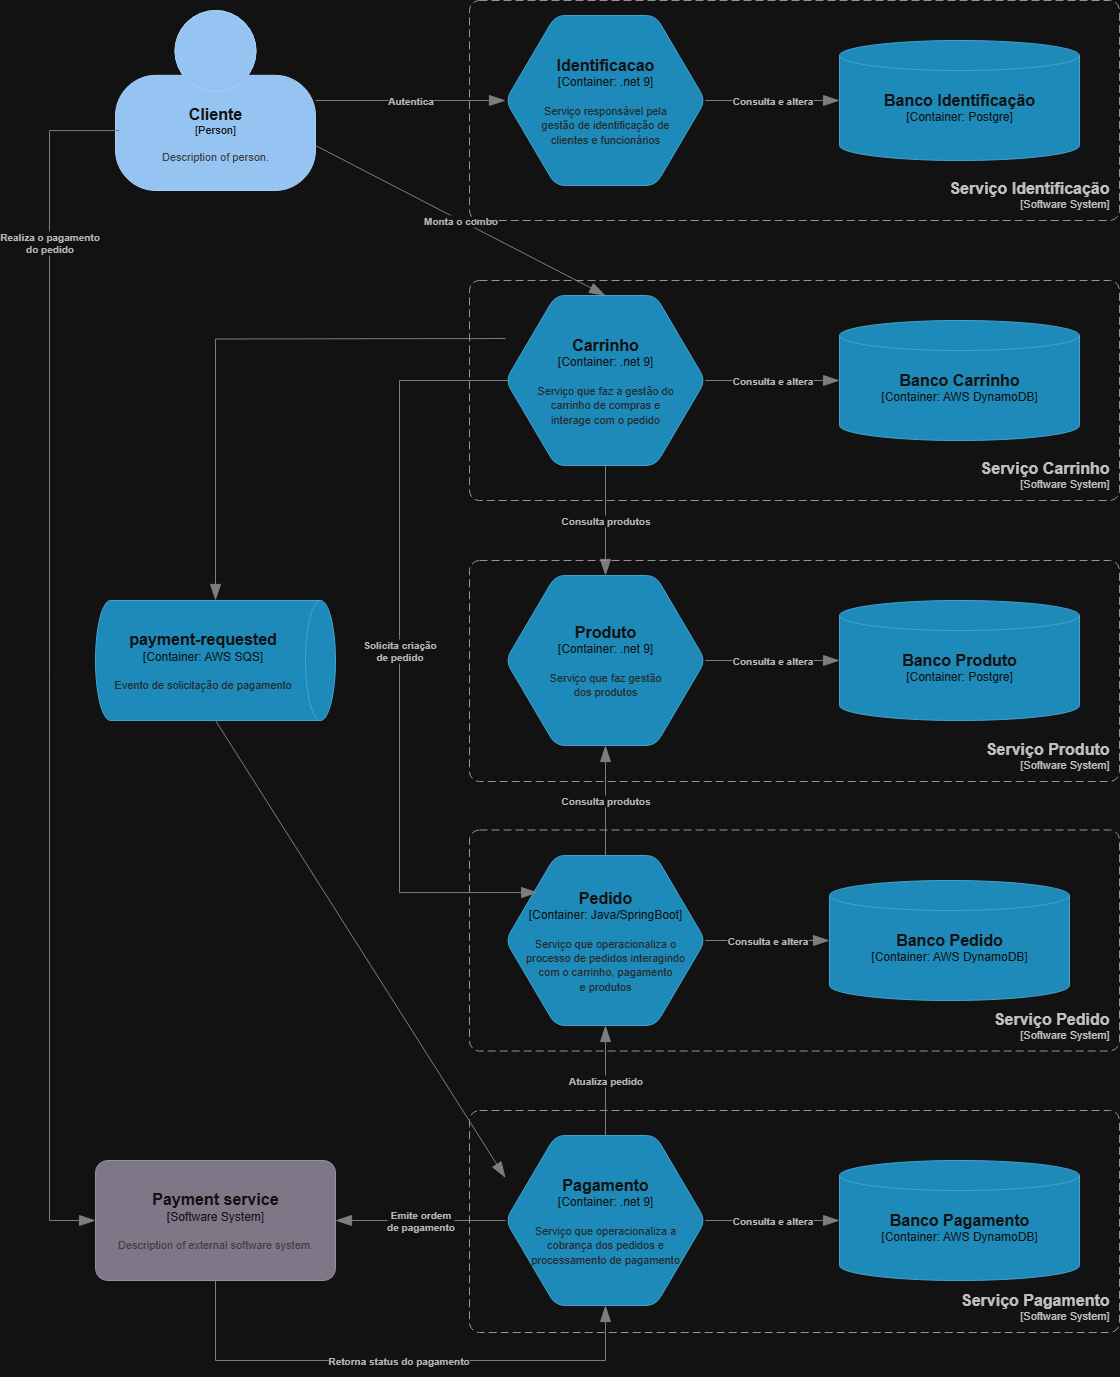 Cliente
[Person]
Description of person.
Autentica
Identificacao
[Container: .net 9]
Serviço responsável pela
gestão de identificação de
clientes e funcionários
Consulta e altera
Banco Identificação
[Container: Postgre]
Serviço Identificação
[Software System]
Monta o combo
Realiza o pagamento
do pedido
Carrinho
[Container: .net 9]
Serviço que faz a gestão do
carrinho de compras e
interage com o pedido
Consulta e altera
Banco Carrinho
[Container: AWS DynamoDB]
Serviço Carrinho
[Software System]
Consulta produtos
payment-requested
[Container: AWS SQS]
Evento de solicitação de pagamento
Solicita criação
de pedido
Produto
[Container: .net 9]
Serviço que faz gestão
dos produtos
Consulta e altera
Banco Produto
[Container: Postgre]
Serviço Produto
[Software System]
Consulta produtos
Pedido
[Container: Java/SpringBoot]
Serviço que operacionaliza o
processo de pedidos interagindo
com o carrinho, pagamento
e produtos
Consulta e altera
Banco Pedido
[Container: AWS DynamoDB]
Serviço Pedido
[Software System]
Atualiza pedido
Payment service
[Software System]
Description of external software system.
Emite ordem
de pagamento
Pagamento
[Container: .net 9]
Serviço que operacionaliza a
cobrança dos pedidos e
processamento de pagamento
Consulta e altera
Banco Pagamento
[Container: AWS DynamoDB]
Serviço Pagamento
[Software System]
Retorna status do pagamento